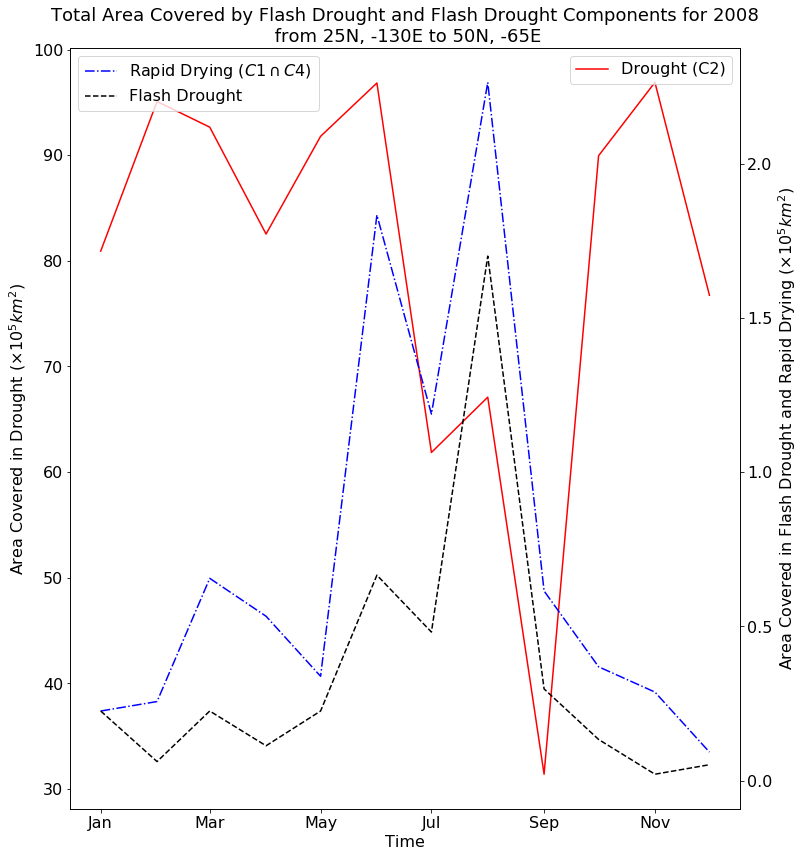 Total Area Covered by Flash Drought and Flash Drought Components for 2008
from 25N, -130E to 50N, -65E
Rapid Drying (C1 ∩ C4)
Flash Drought
Drought (C2)
Area Covered in Drought (×10⁵km²)
100
90
80
70
60
50
40
30
2.0
1.5
1.0
0.5
0.0
Area Covered in Flash Drought and Rapid Drying (×10⁵km²)
Jan Mar May Jul Sep Nov
Time